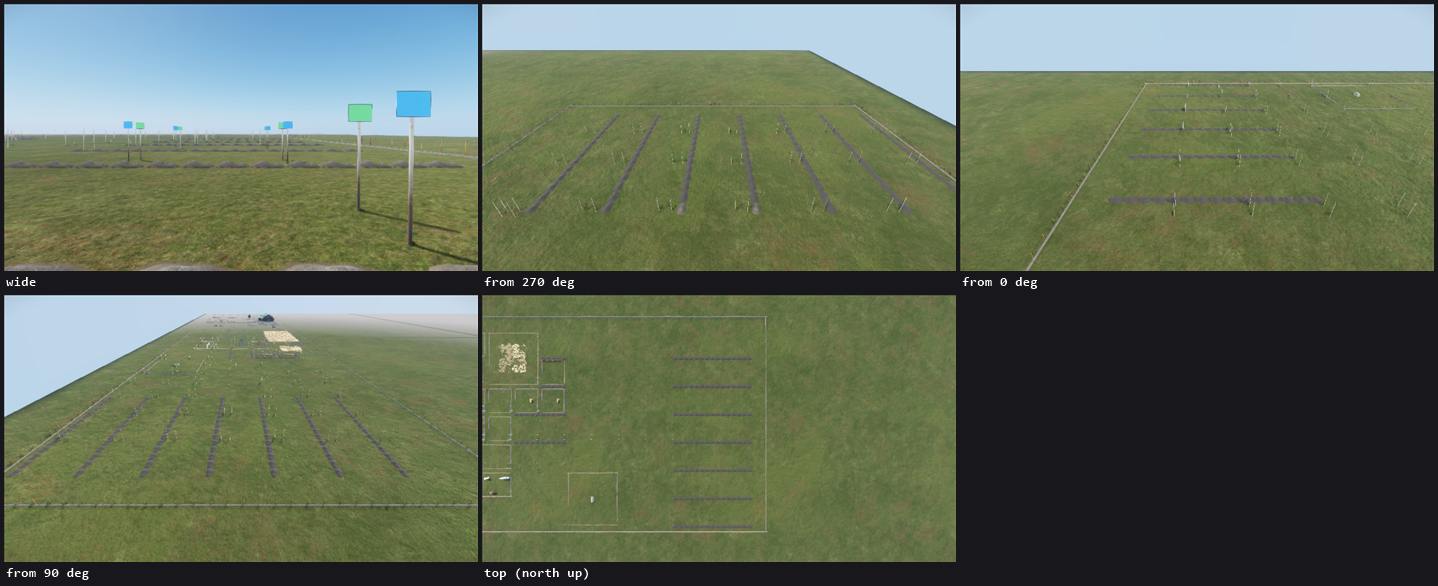 wide
from 270 deg
from 0 deg
from 90 deg
top (north up)